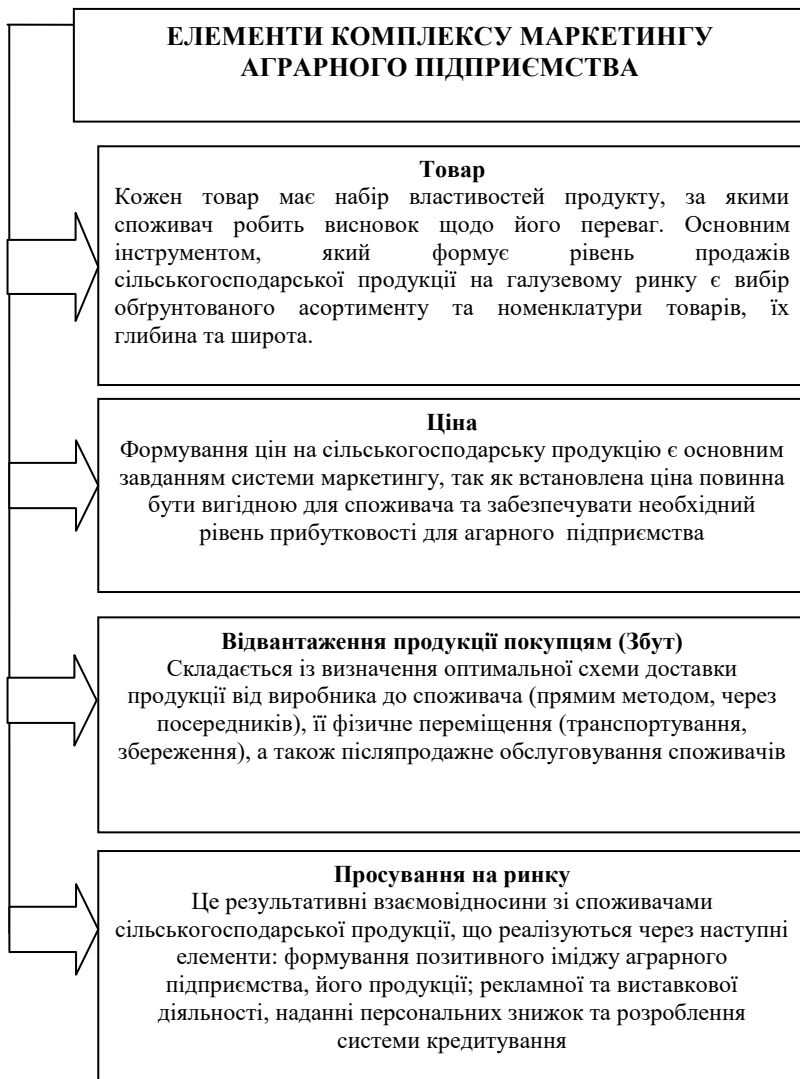 ЕЛЕМЕНТИ КОМПЛЕКСУ МАРКЕТИНГУ
АГРАРНОГО ПІДПРИЄМСТВА
Товар
Кожен товар має набір властивостей продукту, за якими
споживач робить висновок щодо його переваг. Основним
інструментом, який формує рівень продажів
сільськогосподарської продукції на галузевому ринку є вибір
обґрунтованого асортименту та номенклатури товарів, їх
глибина та широта.
Ціна
Формування цін на сільськогосподарську продукцію є основним
завданням системи маркетингу, так як встановлена ціна повинна
бути вигідною для споживача та забезпечувати необхідний
рівень прибутковості для агарного підприємства
Відвантаження продукції покупцям (Збут)
Складається із визначення оптимальної схеми доставки
продукції від виробника до споживача (прямим методом, через
посередників), її фізичне переміщення (транспортування,
збереження), а також післяпродажне обслуговування споживачів
Просування на ринку
Це результативні взаємовідносини зі споживачами
сільськогосподарської продукції, що реалізуються через наступні
елементи: формування позитивного іміджу аграрного
підприємства, його продукції; рекламної та виставкової
діяльності, наданні персональних знижок та розроблення
системи кредитування